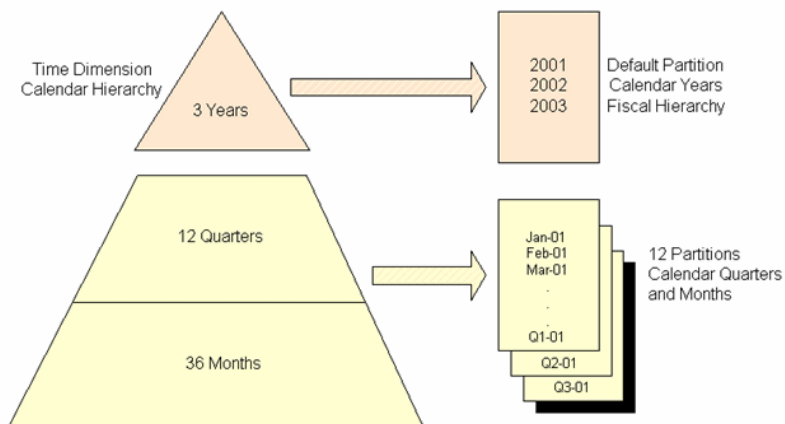 Time Dimension
Calendar Hierarchy
3 Years
2001
2002
2003
Default Partition
Calendar Years
Fiscal Hierarchy
12 Quarters
36 Months
Jan-01
Feb-01
Mar-01
.
.
.
Q1-01
Q2-01
Q3-01
12 Partitions
Calendar Quarters
and Months